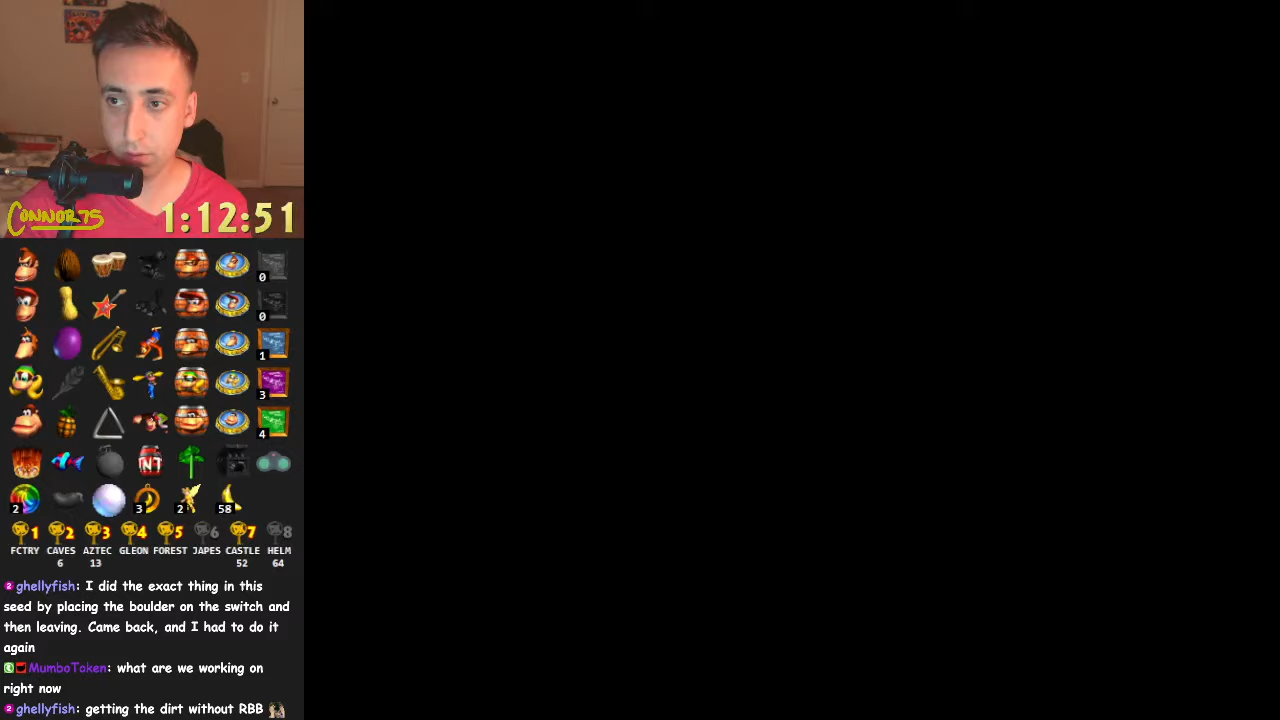 CONNOR75
1:12:51
0
0
1
3
4
NT
2
3
2
58
1 2 3 4 5 6 7 8
FCTRY CAVES AZTEC GLEON FOREST JAPES CASTLE HELM
6 13 52 64
2 ghellyfish: I did the exact thing in this
seed by placing the boulder on the switch and
then leaving. Came back, and I had to do it
again
MumboToken: what are we working on
right now
2 ghellyfish: getting the dirt without RBB